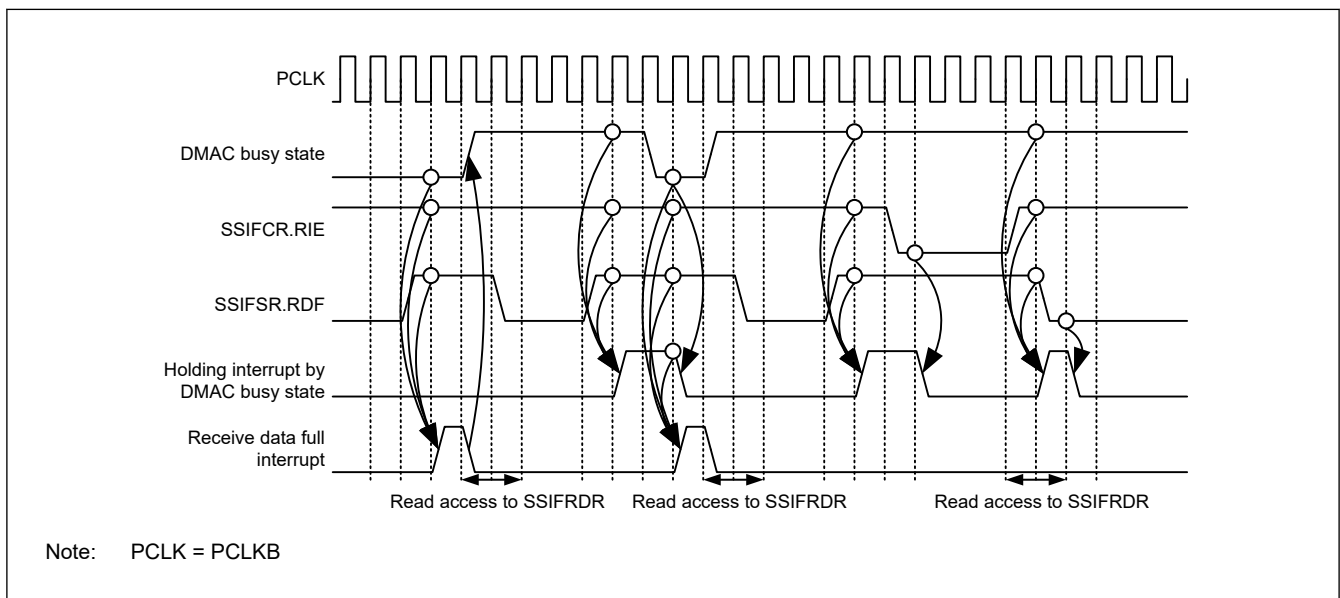 PCLK
DMAC busy state
SSIFCR.RIE
SSIFSR.RDF
Holding interrupt by
DMAC busy state
Receive data full
interrupt
Read access to SSIFRDR Read access to SSIFRDR Read access to SSIFRDR
Note: PCLK = PCLKB